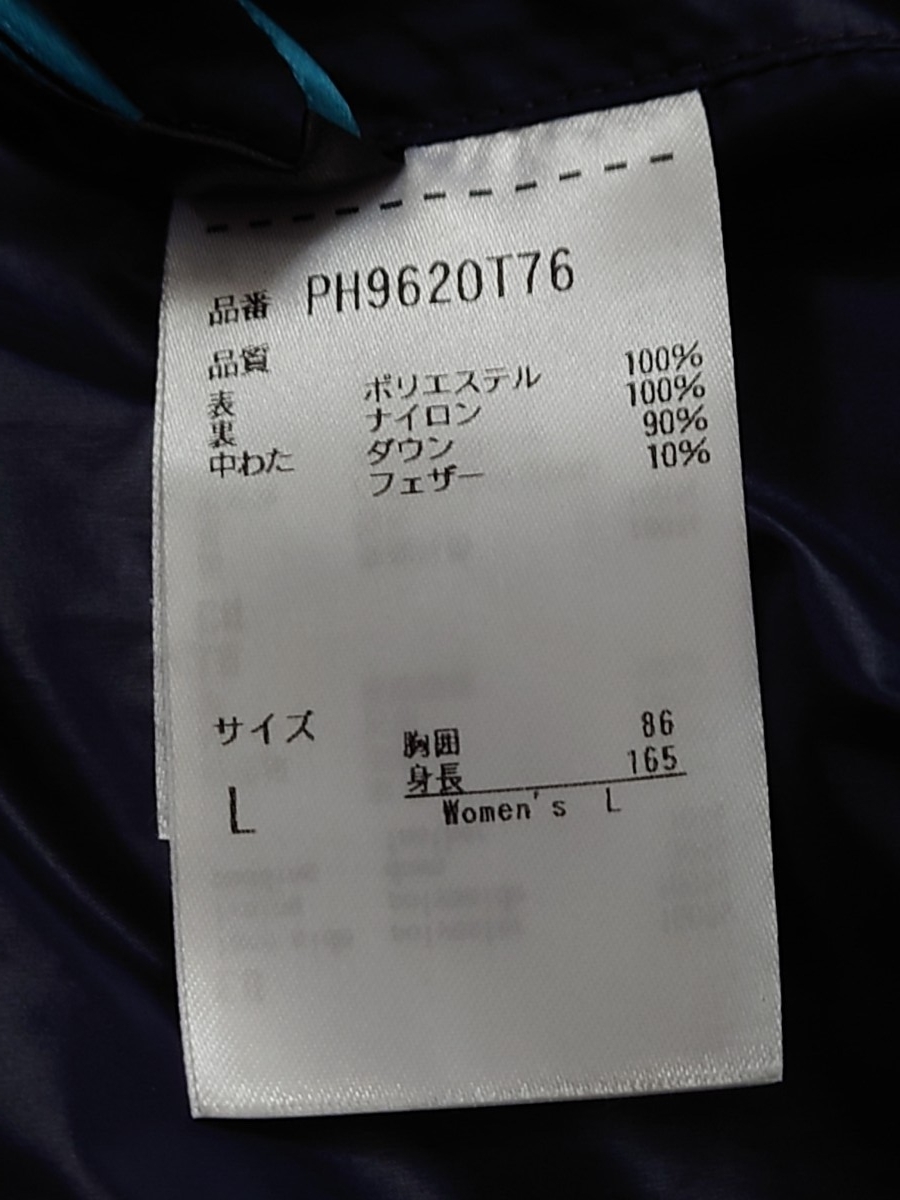 品番 PH9620T76
品質
表 ポリエステル 100%
裏 ナイロン 100%
中わた ダウン 90%
フェザー 10%
サイズ 胸囲 86
身長 165
L Women's L